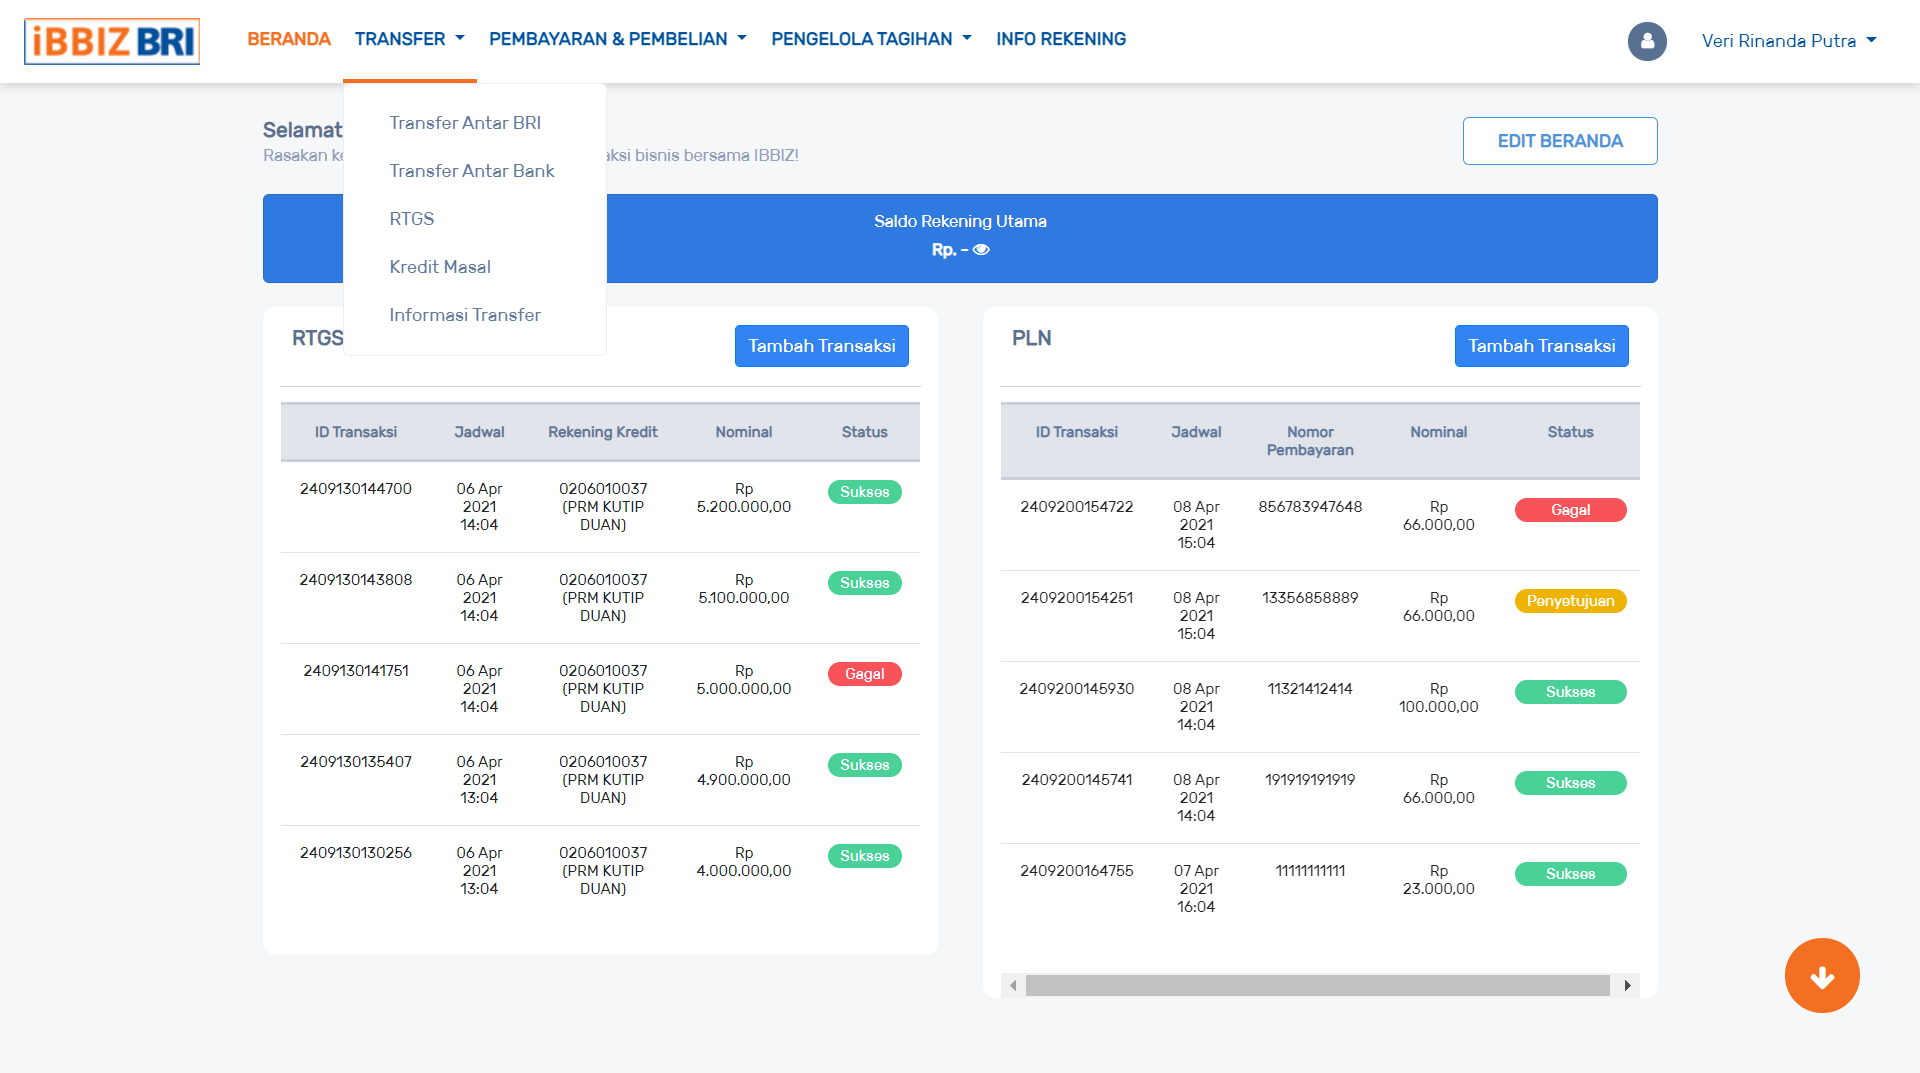 iBBIZ BRI
BERANDA
TRANSFER
PEMBAYARAN & PEMBELIAN
PENGELOLA TAGIHAN
INFO REKENING
Veri Rinanda Putra
Transfer Antar BRI
Transfer Antar Bank
RTGS
Kredit Masal
Informasi Transfer
Selamat
Rasakan ke
aksi bisnis bersama IBBIZ!
EDIT BERANDA
Saldo Rekening Utama
Rp. -
RTGS
Tambah Transaksi
ID Transaksi Jadwal Rekening Kredit Nominal Status
2409130144700 06 Apr 0206010037 Rp Sukses
2021 (PRM KUTIP 5.200.000,00
14:04 DUAN)
2409130143808 06 Apr 0206010037 Rp Sukses
2021 (PRM KUTIP 5.100.000,00
14:04 DUAN)
2409130141751 06 Apr 0206010037 Rp Gagal
2021 (PRM KUTIP 5.000.000,00
14:04 DUAN)
2409130135407 06 Apr 0206010037 Rp Sukses
2021 (PRM KUTIP 4.900.000,00
13:04 DUAN)
2409130130256 06 Apr 0206010037 Rp Sukses
2021 (PRM KUTIP 4.000.000,00
13:04 DUAN)
PLN
Tambah Transaksi
ID Transaksi Jadwal Nomor Nominal Status
Pembayaran
2409200154722 08 Apr 856783947648 Rp Gagal
2021 66.000,00
15:04
2409200154251 08 Apr 13356858889 Rp Penyetujuan
2021 66.000,00
15:04
2409200145930 08 Apr 11321412414 Rp Sukses
2021 100.000,00
14:04
2409200145741 08 Apr 191919191919 Rp Sukses
2021 66.000,00
14:04
2409200164755 07 Apr 11111111111 Rp Sukses
2021 23.000,00
16:04